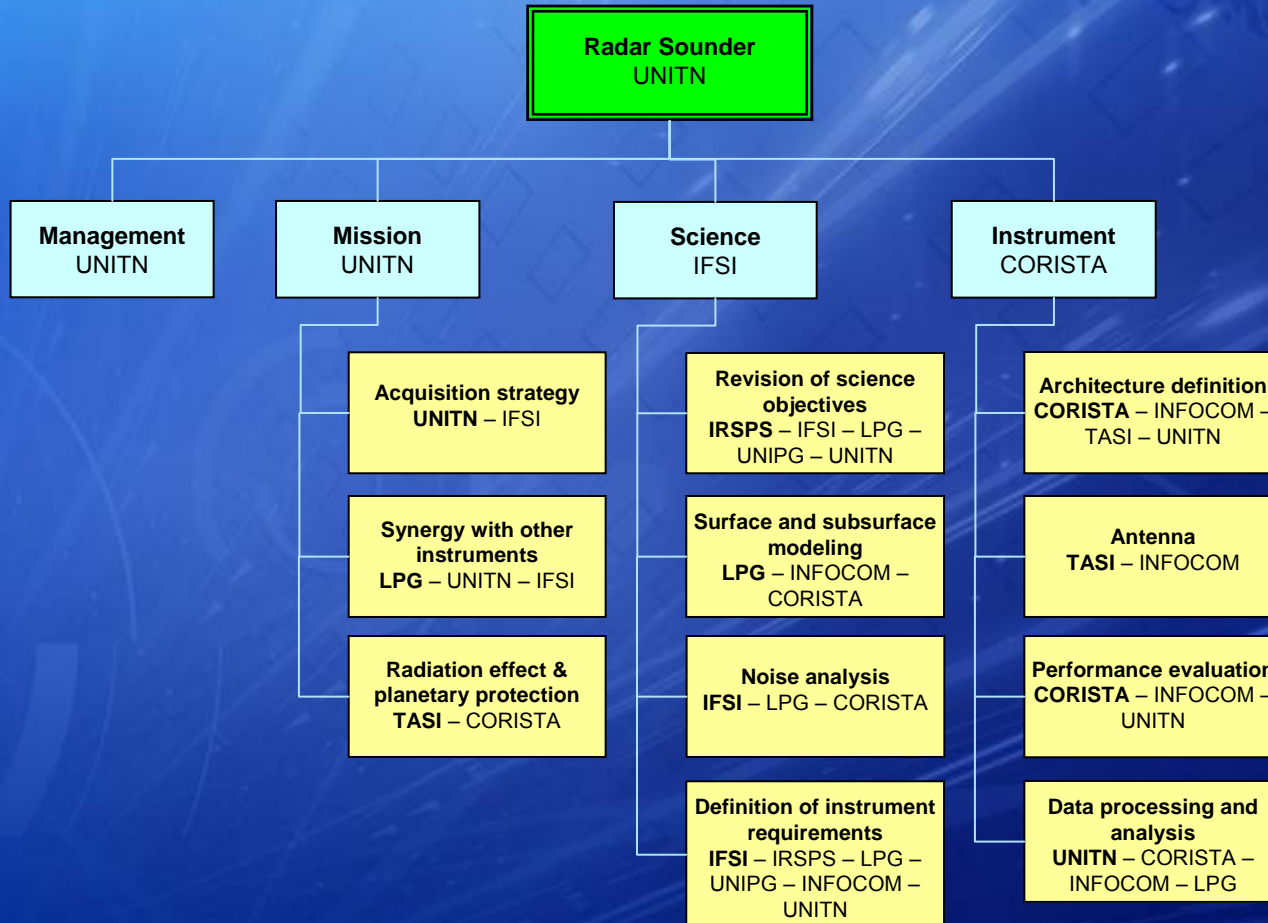 Radar Sounder
UNITN
Management
UNITN
Mission
UNITN
Science
IFSI
Instrument
CORISTA
Acquisition strategy
UNITN – IFSI
Synergy with other
instruments
LPG – UNITN – IFSI
Radiation effect &
planetary protection
TASI – CORISTA
Revision of science
objectives
IRSPS – IFSI – LPG –
UNIPG – UNITN
Surface and subsurface
modeling
LPG – INFOCOM –
CORISTA
Noise analysis
IFSI – LPG – CORISTA
Definition of instrument
requirements
IFSI – IRSPS – LPG –
UNIPG – INFOCOM –
UNITN
Architecture definition
CORISTA – INFOCOM –
TASI – UNITN
Antenna
TASI – INFOCOM
Performance evaluation
CORISTA – INFOCOM –
UNITN
Data processing and
analysis
UNITN – CORISTA –
INFOCOM – LPG